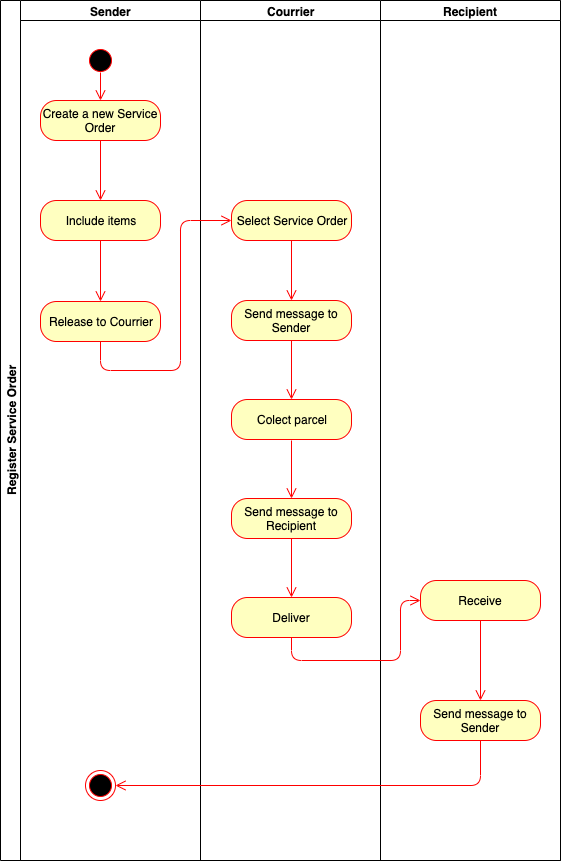 Sender
Courrier
Recipient
Register Service Order
Create a new Service
Order
Include items
Release to Courrier
Select Service Order
Send message to
Sender
Colect parcel
Send message to
Recipient
Deliver
Receive
Send message to
Sender